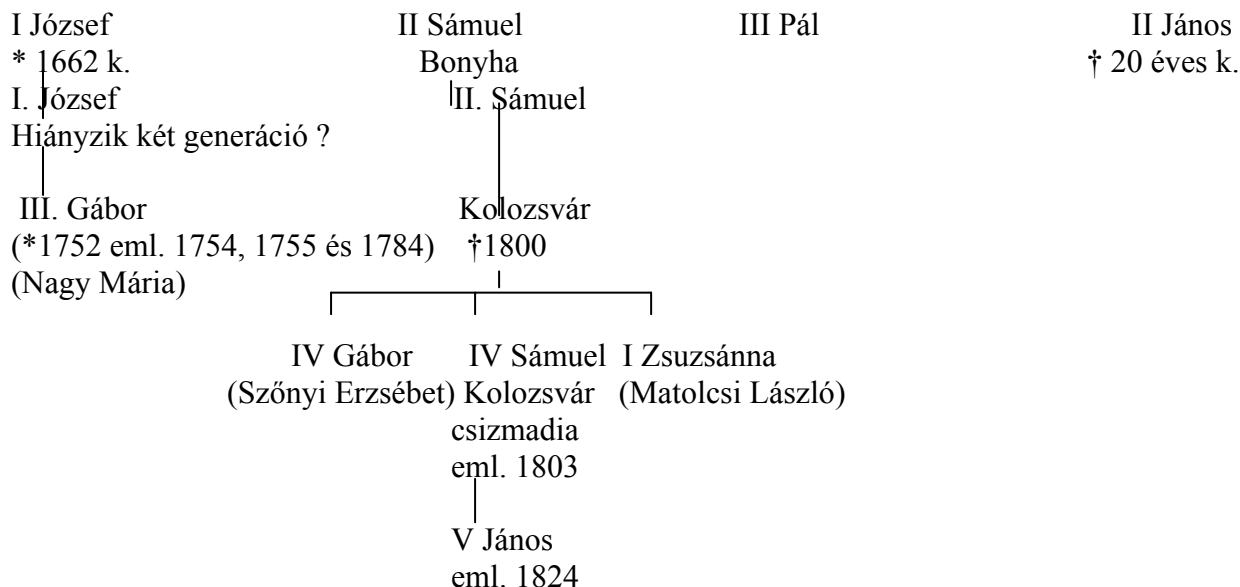 I József II Sámuel III Pál II János
* 1662 k. Bonyha † 20 éves k.
I. József II. Sámuel
Hiányzik két generáció ?
III. Gábor Kolozsvár
(*1752 eml. 1754, 1755 és 1784) †1800
(Nagy Mária)
IV Gábor IV Sámuel I Zsuzsánna
(Szőnyi Erzsébet) Kolozsvár (Matolcsi László)
csizmadia
eml. 1803
V János
eml. 1824